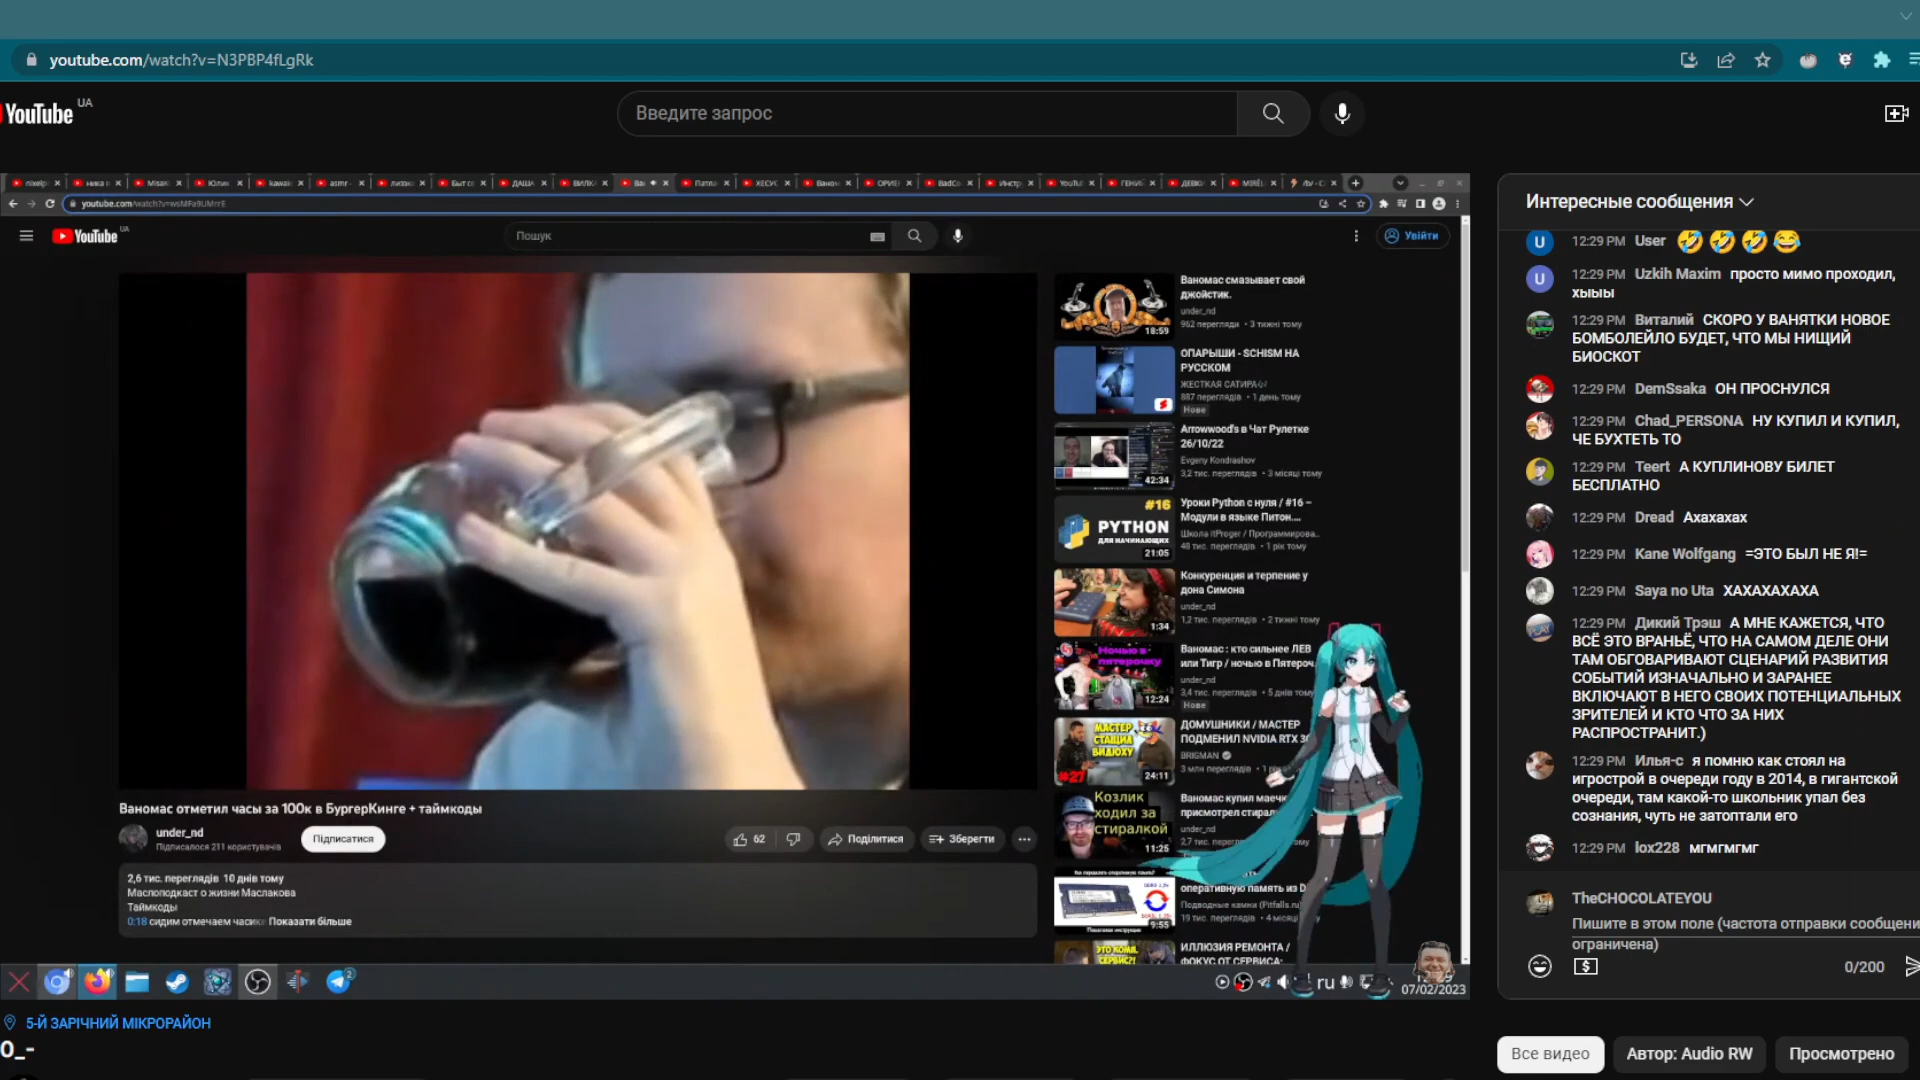 youtube.com/watch?v=N3PBP4fLgRk
YouTube UA
Введите запрос
youtube.com/watch?v=wsMFa9UMrrE
YouTube UA
Пошук
Увійти
Ваномас смазывает свой
джойстик.
under_nd
962 перегляди • 3 тижні тому
18:59
ОПАРЫШИ - SCHISM НА
РУССКОМ
ЖЕСТКАЯ САТИРА
887 переглядів • 1 день тому
Нове
Arrowwood's в Чат Рулетке
26/10/22
Evgeny Kondrashov
3,2 тис. переглядів • 3 місяці тому
42:34
#16
PYTHON
ДЛЯ НАЧИНАЮЩИХ
21:05
Уроки Python с нуля / #16 –
Модули в языке Питон....
Школа itProger / Программирова...
48 тис. переглядів • 1 рік тому
Конкуренция и терпение у
дона Симона
under_nd
1,2 тис. переглядів • 2 тижні тому
1:34
Ночью в
пятерочку
12:24
Ваномас : кто сильнее ЛЕВ
или Тигр / ночью в Пятероч
under_nd
3,4 тис. переглядів • 5 днів тому
Нове
МАСТЕР
СТАЩИЛ
ВИДЮХУ
#27
24:11
ДОМУШНИКИ / МАСТЕР
ПОДМЕНИЛ NVIDIA RTX 3
BRIGMAN
3 млн переглядів • 1
Козлик
ходил за
стиралкой
11:25
Ваномас купил маеч
присмотрел стирал
under_nd
2,7 тис. переглядів
9:55
оперативную память из D
Подводные камни (Pitfalls.ru)
19 тис. переглядів • 4 місяці
ЭТО КОМП.
СЕРВИС?!
ИЛЛЮЗИЯ РЕМОНТА /
ФОКУС ОТ СЕРВИСА:
Ваномас отметил часы за 100к в БургерКинге + таймкоды
under_nd
Підписалося 211 користувачів
Підписатися
62
Поділитися
Зберегти
2,6 тис. переглядів 10 днів тому
Маслоподкаст о жизни Маслакова
Таймкоды
0:18 сидим отмечаем часик Показати більше
ru
07/02/2023
5-Й ЗАРІЧНИЙ МІКРОРАЙОН
0_-
Интересные сообщения
12:29 PM User 🤣🤣🤣😂
12:29 PM Uzkih Maxim просто мимо проходил,
хыыы
12:29 PM Виталий СКОРО У ВАНЯТКИ НОВОЕ
БОМБОЛЕЙЛО БУДЕТ, ЧТО МЫ НИЩИЙ
БИОСКОТ
12:29 PM DemSsaka ОН ПРОСНУЛСЯ
12:29 PM Chad_PERSONA НУ КУПИЛ И КУПИЛ,
ЧЕ БУХТЕТЬ ТО
12:29 PM Teert А КУПЛИНОВУ БИЛЕТ
БЕСПЛАТНО
12:29 PM Dread Ахахахах
12:29 PM Kane Wolfgang =ЭТО БЫЛ НЕ Я!=
12:29 PM Saya no Uta ХАХАХАХАХА
12:29 PM Дикий Трэш А МНЕ КАЖЕТСЯ, ЧТО
ВСЁ ЭТО ВРАНЬЁ, ЧТО НА САМОМ ДЕЛЕ ОНИ
ТАМ ОБГОВАРИВАЮТ СЦЕНАРИЙ РАЗВИТИЯ
СОБЫТИЙ ИЗНАЧАЛЬНО И ЗАРАНЕЕ
ВКЛЮЧАЮТ В НЕГО СВОИХ ПОТЕНЦИАЛЬНЫХ
ЗРИТЕЛЕЙ И КТО ЧТО ЗА НИХ
РАСПРОСТРАНИТ.)
12:29 PM Илья-с я помню как стоял на
игрострой в очереди году в 2014, в гигантской
очереди, там какой-то школьник упал без
сознания, чуть не затоптали его
12:29 PM lox228 мгмгмгмг
TheCHOCOLATEYOU
Пишите в этом поле (частота отправки сообщени
ограничена)
0/200
Все видео
Автор: Audio RW
Просмотрено